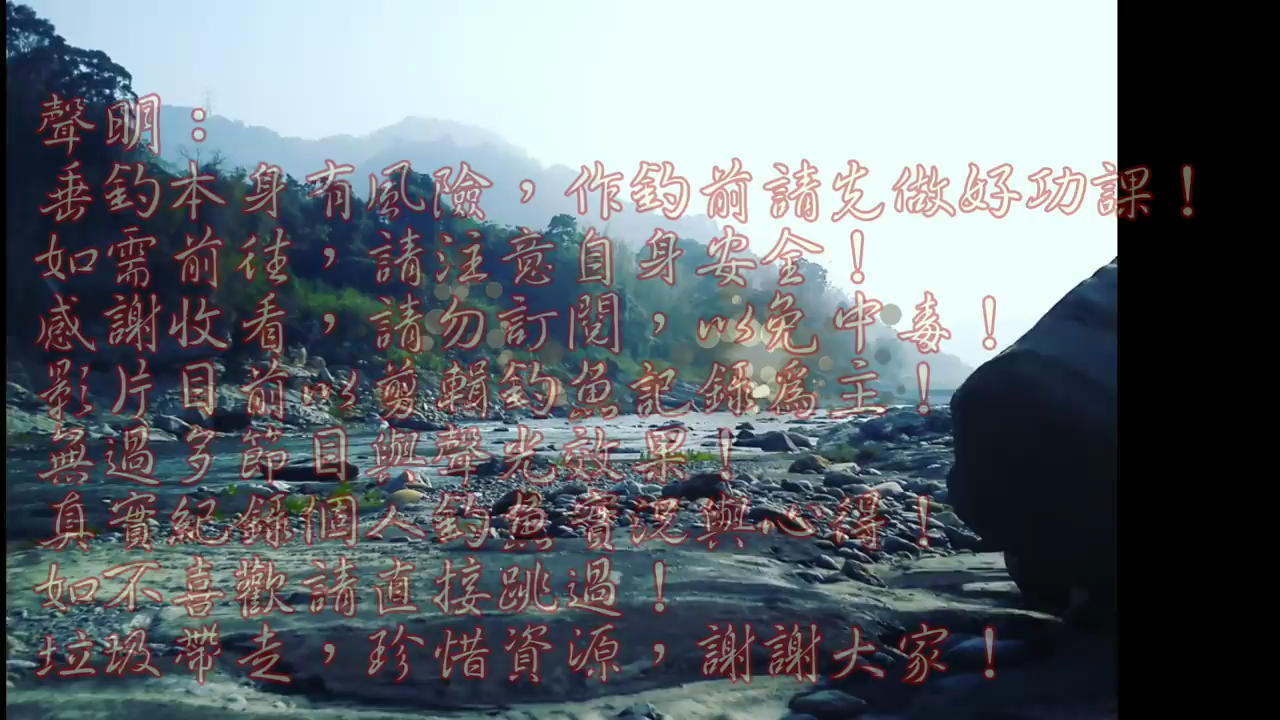 聲明：
垂釣本身有風險，作釣前請先做好功課！
如需前往，請注意自身安全！
感謝收看，請勿訂閱，以免中毒！
影片目前以剪輯釣魚記錄為主！
無過多節目與聲光效果！
真實紀錄個人釣魚實況與心得！
如不喜歡請直接跳過！
垃圾帶走，珍惜資源，謝謝大家！